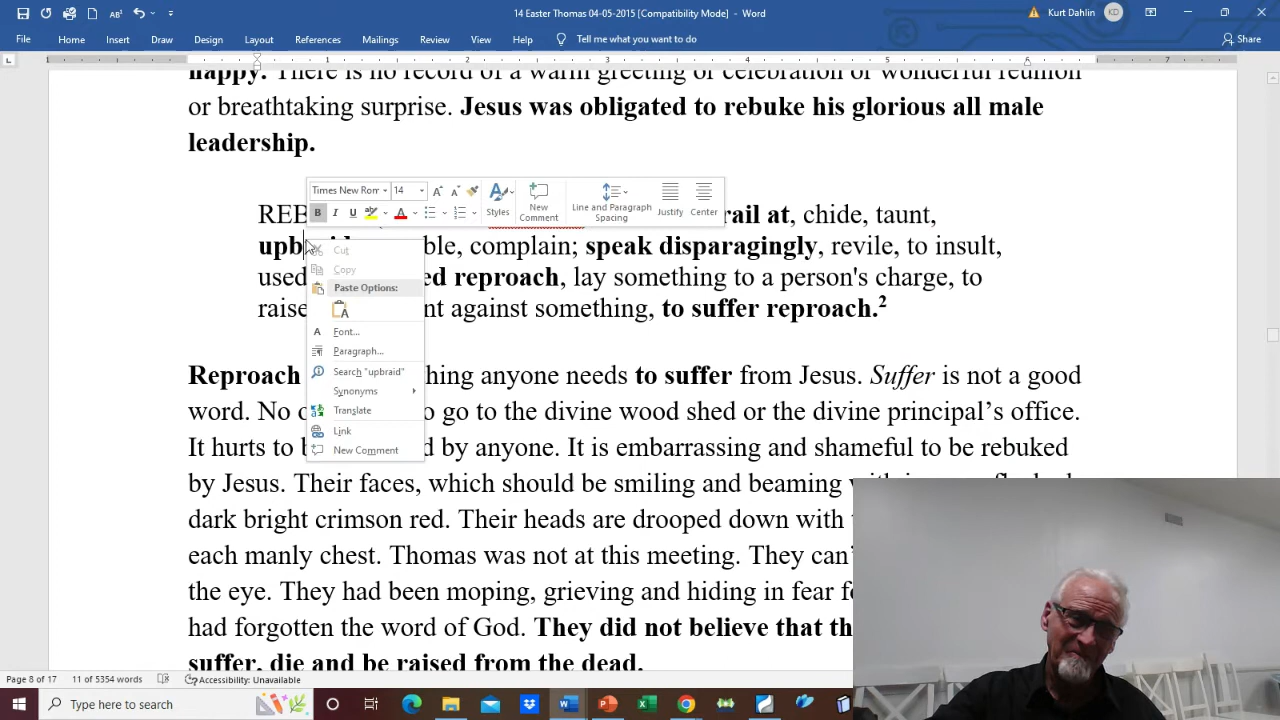 14 Easter Thomas 04-05-2015 [Compatibility Mode] – Word
Kurt Dahlin KD
File Home Insert Draw Design Layout References Mailings Review View Help Tell me what you want to do Share
1 1 2 3 4 5 6 7
happy. There is no record of a warm greeting or celebration or wonderful reunion
or breathtaking surprise. Jesus was obligated to rebuke his glorious all male
leadership.
Times New Ror 14
B I U Styles New Comment Line and Paragraph Spacing Justify Center
REB rail at, chide, taunt,
upb ble, complain; speak disparagingly, revile, to insult,
used ed reproach, lay something to a person's charge, to
raise nt against something, to suffer reproach.2
Cut
Copy
Paste Options:
Font...
Paragraph...
Search "upbraid"
Synonyms
Translate
Link
New Comment
Reproach hing anyone needs to suffer from Jesus. Suffer is not a good
word. No o o go to the divine wood shed or the divine principal's office.
It hurts to b d by anyone. It is embarrassing and shameful to be rebuked
by Jesus. Their faces, which should be smiling and beaming
dark bright crimson red. Their heads are drooped down with
each manly chest. Thomas was not at this meeting. They can'
the eye. They had been moping, grieving and hiding in fear
had forgotten the word of God. They did not believe that
suffer, die and be raised from the dead.
Page 8 of 17 11 of 5354 words Accessibility: Unavailable
Type here to search